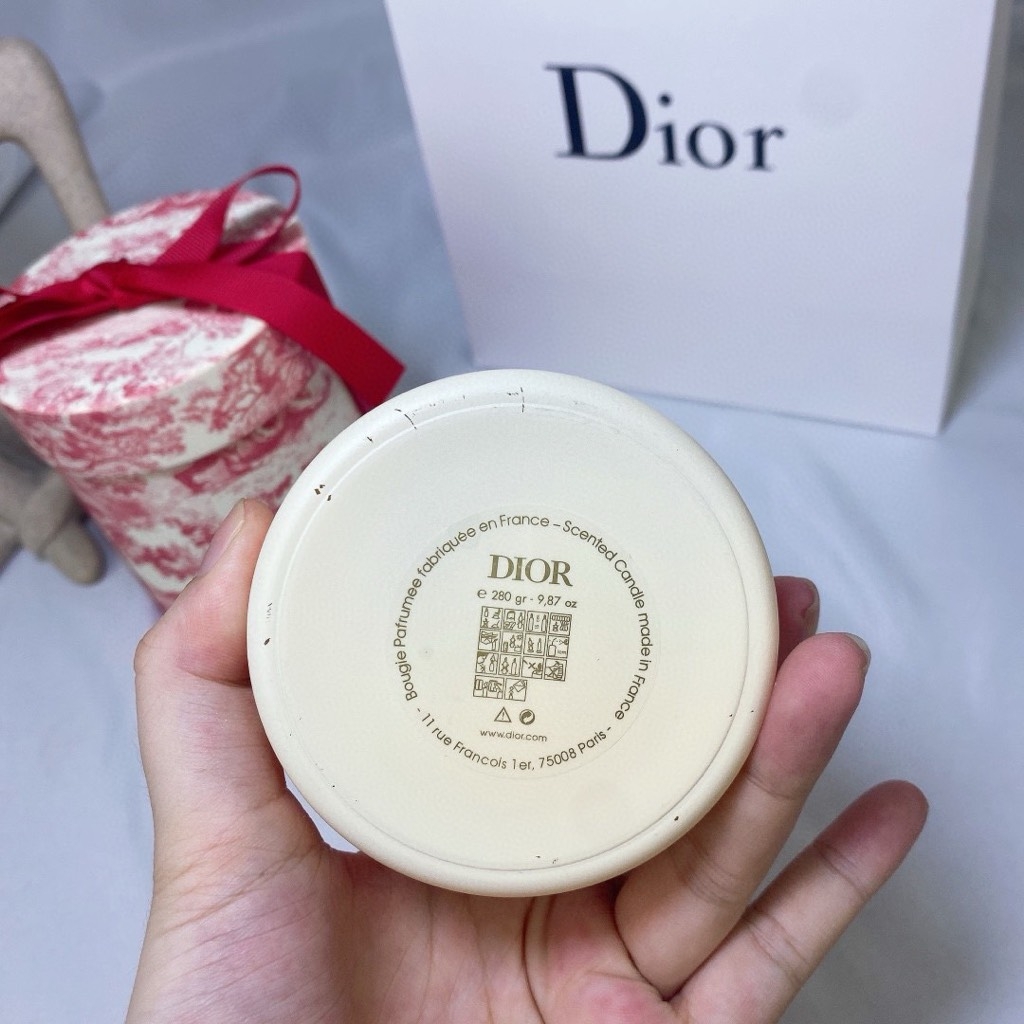 Dior
Bougie Pafrumee fabriquée en France – Scented Candle made in France
- 11 rue Francois 1er, 75008 Paris -
DIOR
e 280 gr - 9,87 oz
www.dior.com